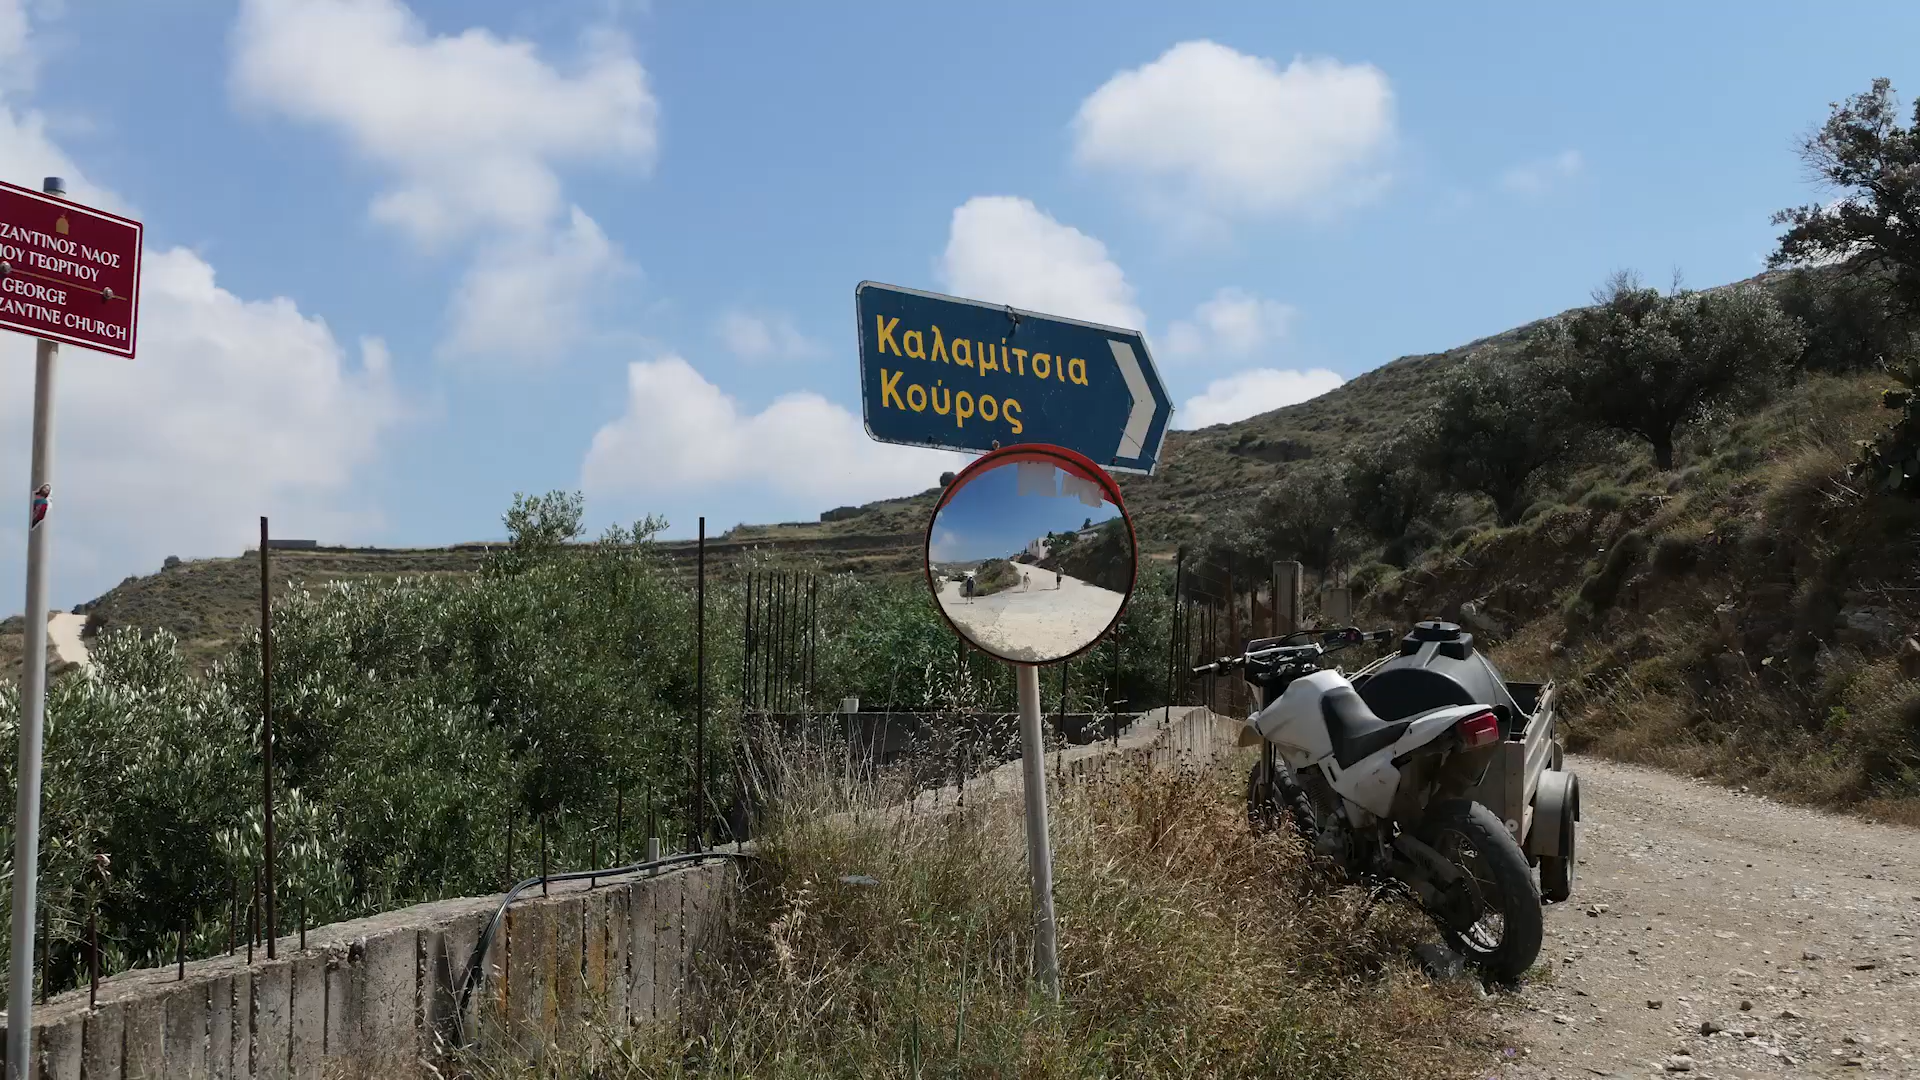 ΖΑΝΤΙΝΟΣ ΝΑΟΣ
ΙΟΥ ΓΕΩΡΓΙΟΥ
GEORGE
ZANTINE CHURCH
Καλαμίτσια
Κούρος